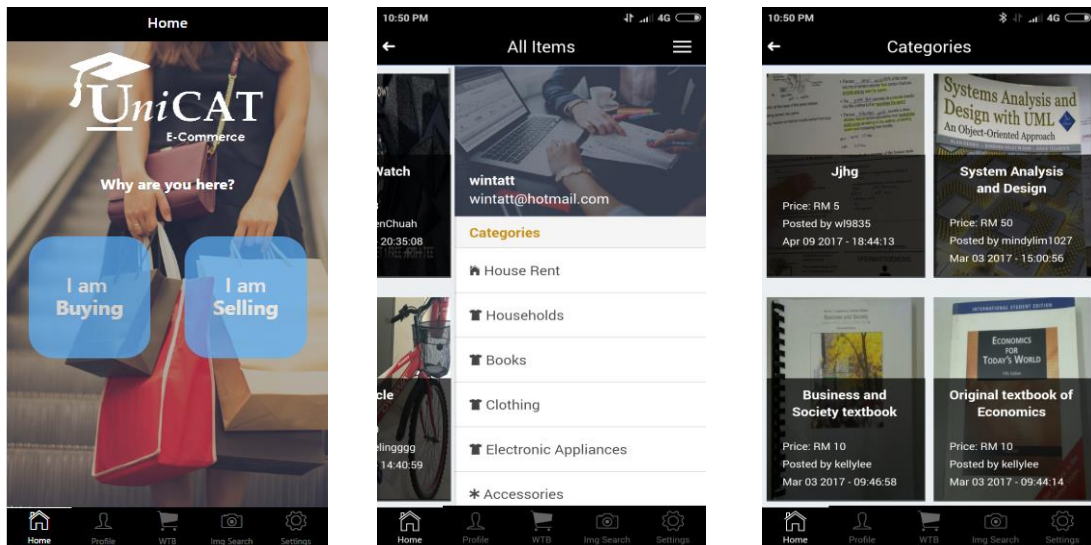 Home
UniCAT
E-Commerce
Why are you here?
I am
Buying
I am
Selling
Home
Profile
WTB
Img Search
Settings
10:50 PM
4G
All Items
Watch
enChuah
20:35:08
cle
elingggg
14:40:59
wintatt
wintatt@hotmail.com
Categories
House Rent
Households
Books
Clothing
Electronic Appliances
Accessories
Home
Profile
WTB
Img Search
Settings
10:50 PM
4G
Categories
Jjhg
Price: RM 5
Posted by wl9835
Apr 09 2017 - 18:44:13
Systems Analysis and
Design with UML
An Object-Oriented Approach
System Analysis
and Design
Price: RM 50
Posted by mindylim1027
Mar 03 2017 - 15:00:56
Business and
Society textbook
Price: RM 10
Posted by kellylee
Mar 03 2017 - 09:46:58
INTERNATIONAL STUDENT EDITION
ECONOMICS
FOR
TODAY'S WORLD
Original textbook of
Economics
Price: RM 10
Posted by kellylee
Mar 03 2017 - 09:44:14
Home
Profile
WTB
Img Search
Settings